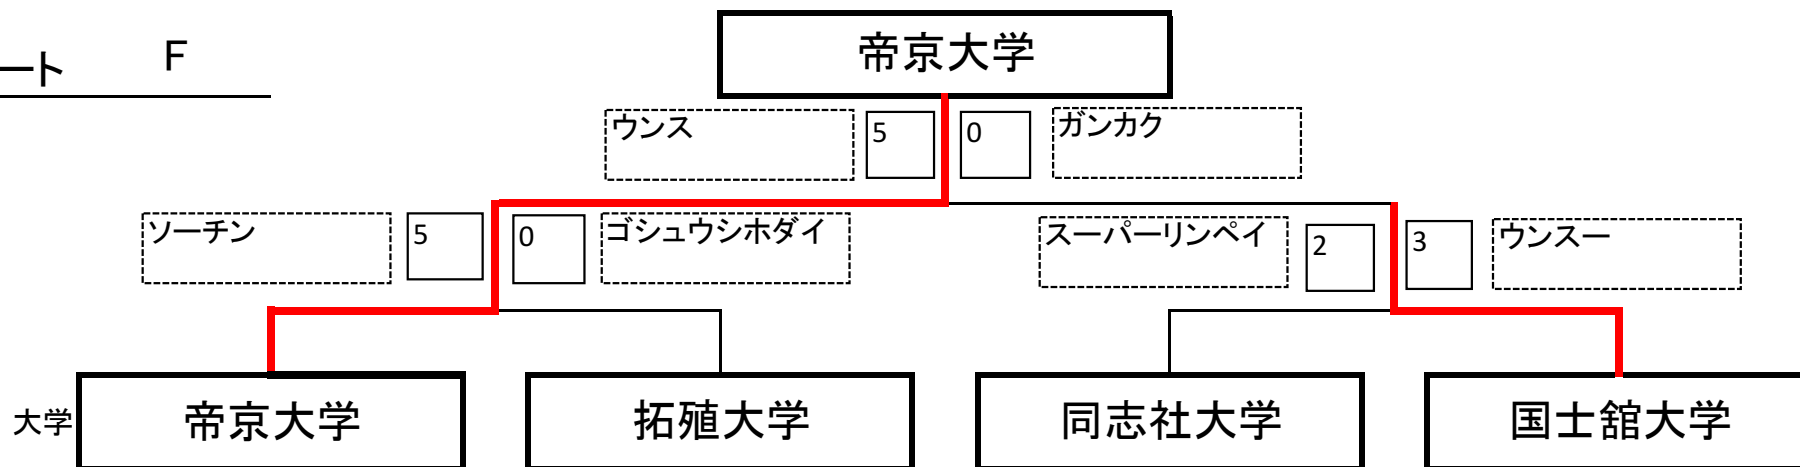 ート F
帝京大学
ウンス 5 0 ガンカク
ソーチン 5 0 ゴシュウシホダイ スーパーリンペイ 2 3 ウンスー
大学 帝京大学 拓殖大学 同志社大学 国士舘大学